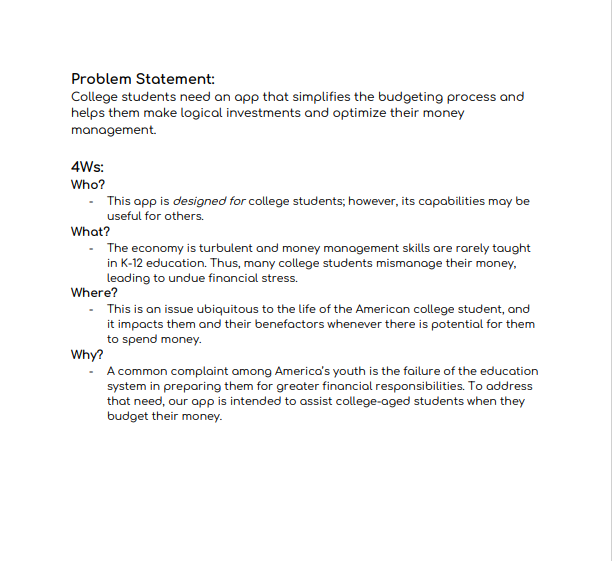 Problem Statement:
College students need an app that simplifies the budgeting process and
helps them make logical investments and optimize their money
management.
4Ws:
Who?
- This app is designed for college students; however, its capabilities may be
useful for others.
What?
- The economy is turbulent and money management skills are rarely taught
in K-12 education. Thus, many college students mismanage their money,
leading to undue financial stress.
Where?
- This is an issue ubiquitous to the life of the American college student, and
it impacts them and their benefactors whenever there is potential for them
to spend money.
Why?
- A common complaint among America's youth is the failure of the education
system in preparing them for greater financial responsibilities. To address
that need, our app is intended to assist college-aged students when they
budget their money.